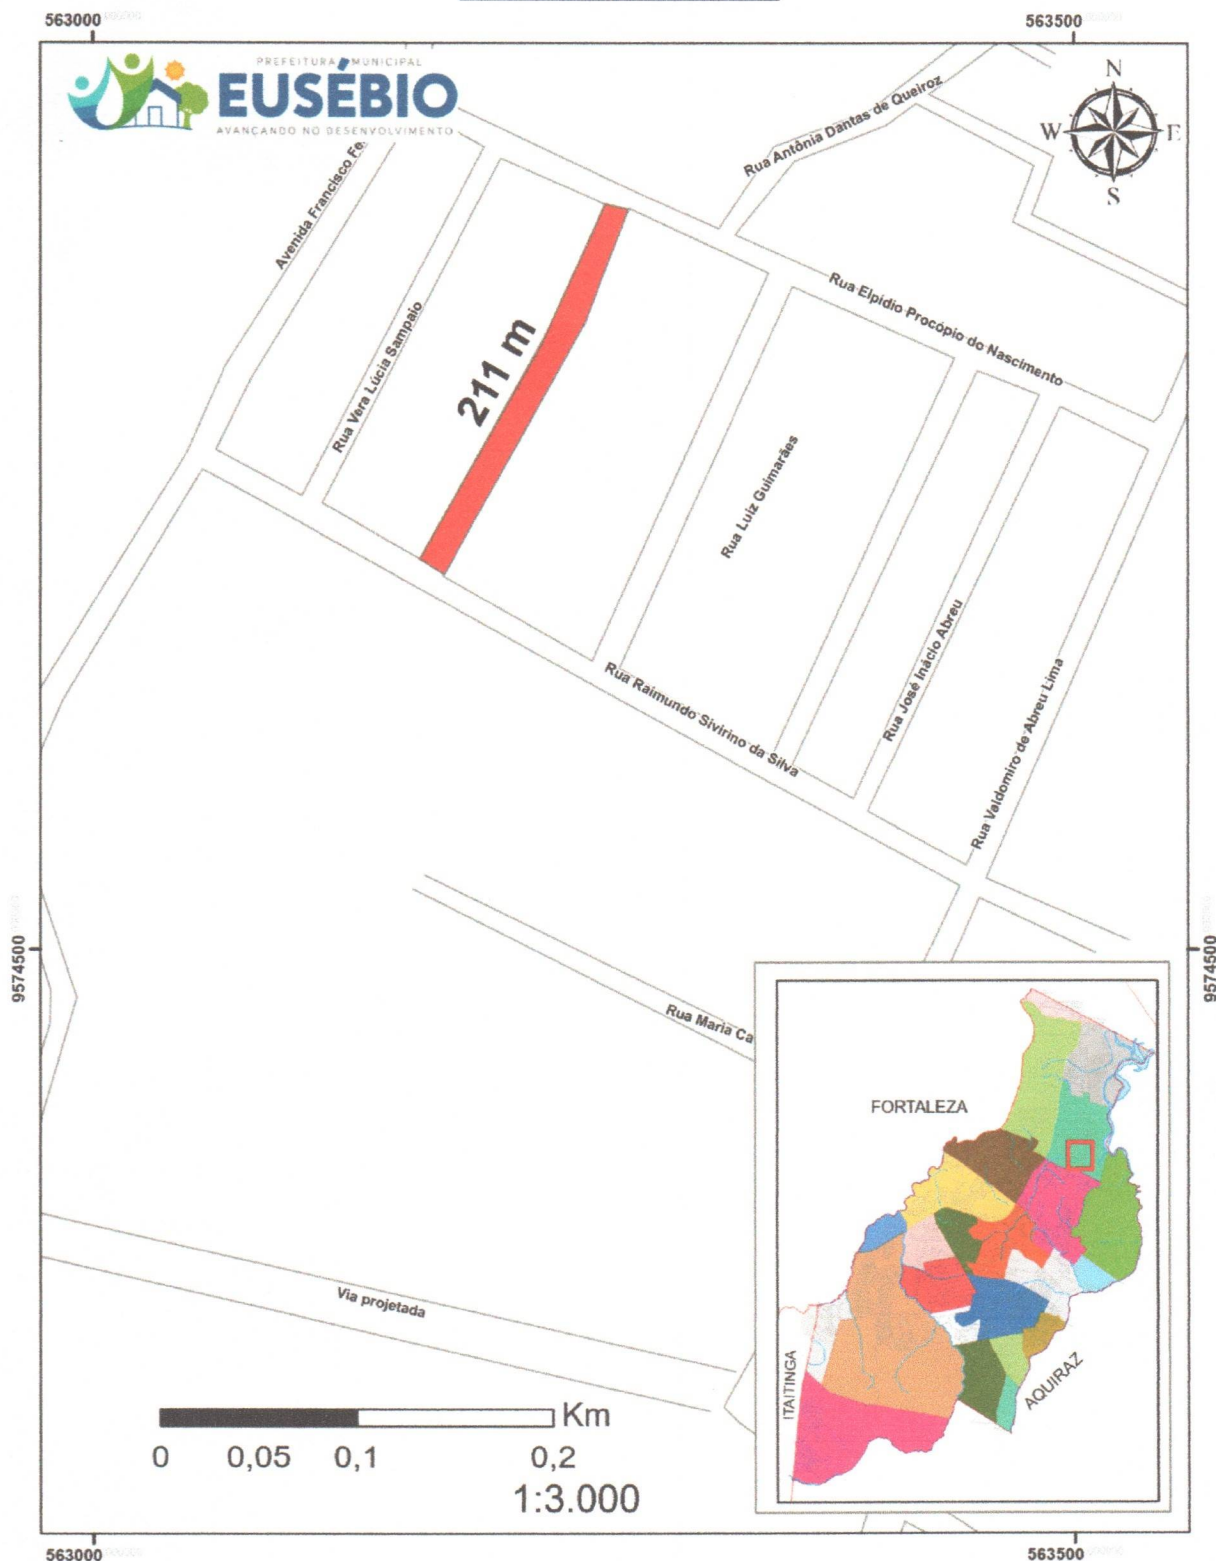 563000
563500
PREFEITURA MUNICIPAL
EUSÉBIO
AVANÇANDO NO DESENVOLVIMENTO
N
W
E
S
Rua Antônia Dantas de Queiroz
Avenida Francisco Fe
Rua Vera Lúcia Sampaio
211 m
Rua Elpídio Procópio do Nascimento
Rua Luiz Guimarães
Rua José Inácio Abreu
Rua Valdomiro de Abreu Lima
Rua Raimundo Sivirino da Silva
9574500
9574500
Rua Maria Ca
FORTALEZA
ITAITINGA
AQUIRAZ
Via projetada
Km
0 0,05 0,1 0,2
1:3.000
563000
563500